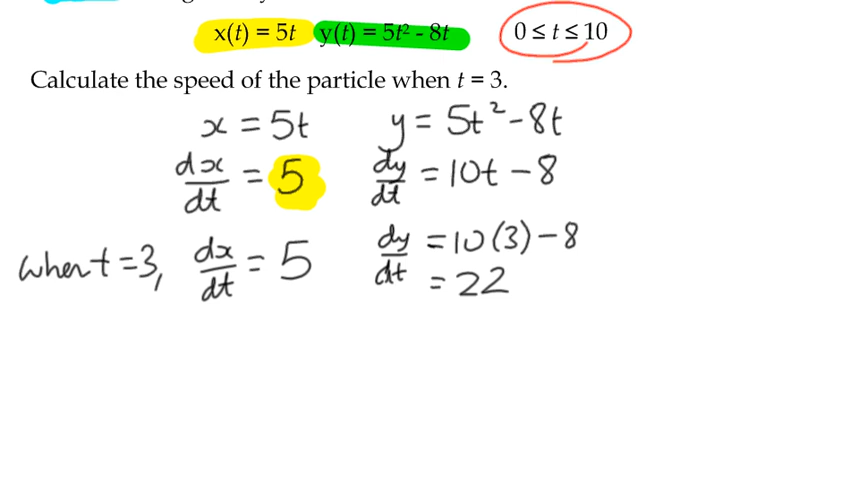 x(t) = 5t y(t) = 5t² - 8t 0 ≤ t ≤ 10
Calculate the speed of the particle when t = 3.
x = 5t y = 5t² - 8t
dx/dt = 5 dy/dt = 10t - 8
when t = 3, dx/dt = 5 dy/dt = 10(3) - 8
= 22